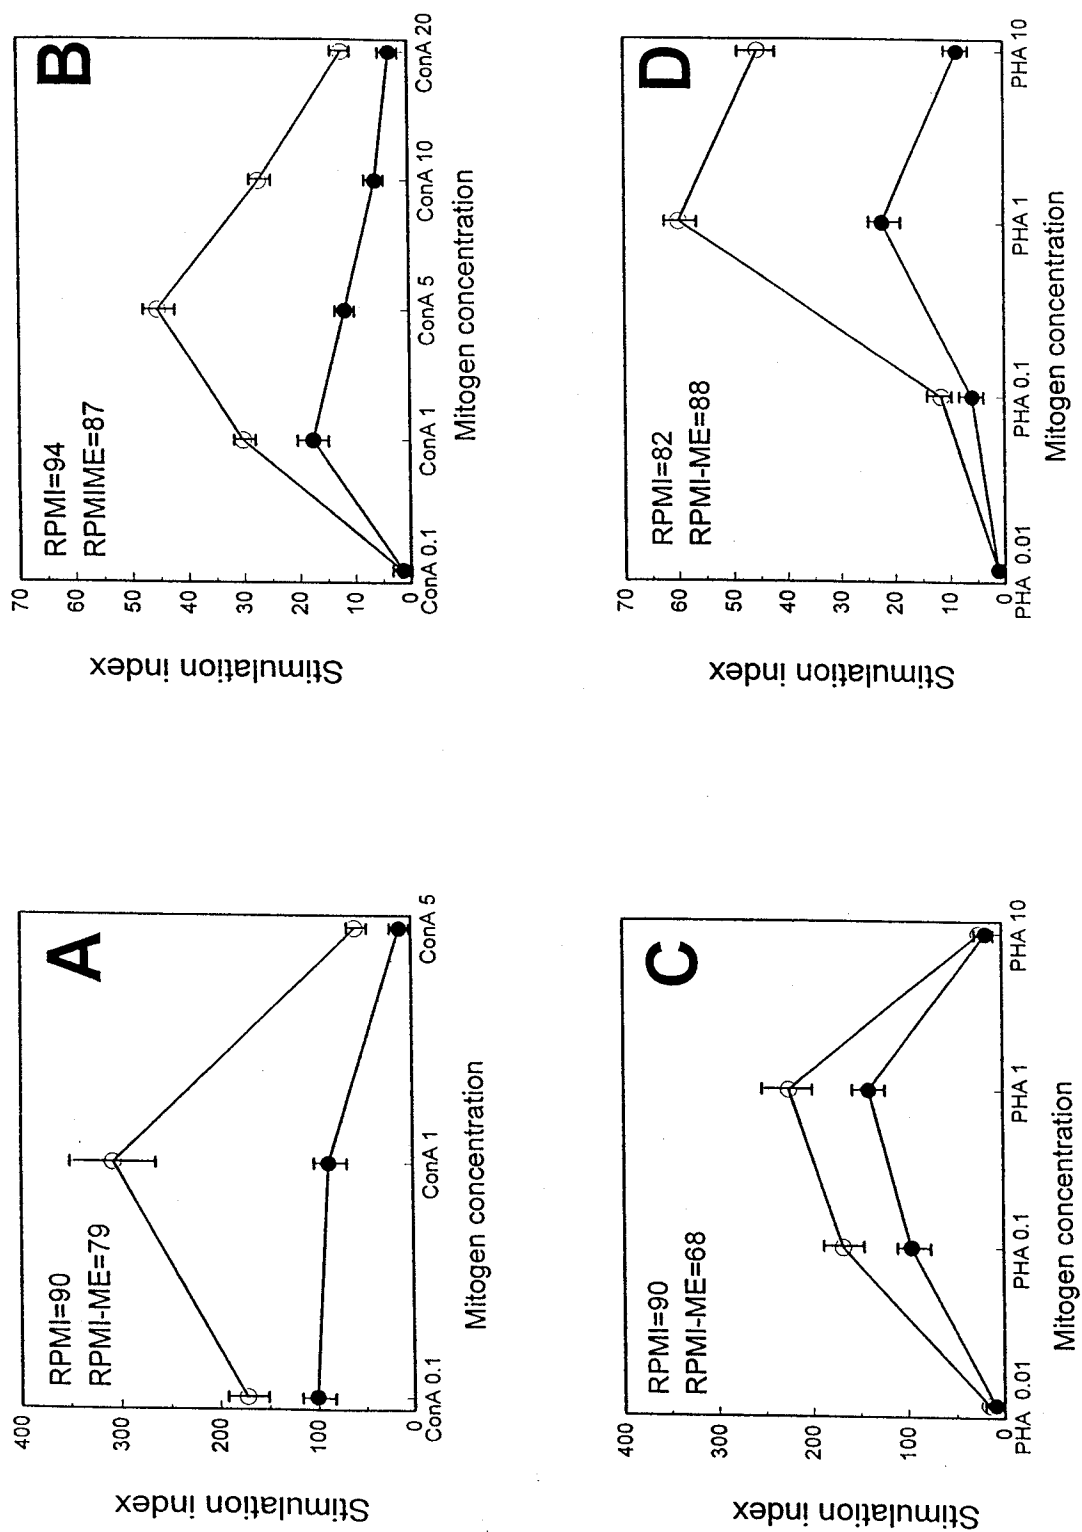 A
RPMI=90
RPMI-ME=79
400
300
200
100
0
Stimulation index
ConA 0.1
ConA 1
ConA 5
Mitogen concentration
B
RPMI=94
RPMIME=87
70
60
50
40
30
20
10
0
Stimulation index
ConA 0.1
ConA 1
ConA 5
ConA 10
ConA 20
Mitogen concentration
C
RPMI=90
RPMI-ME=68
400
300
200
100
0
Stimulation index
PHA 0.01
PHA 0.1
PHA 1
PHA 10
Mitogen concentration
D
RPMI=82
RPMI-ME=88
70
60
50
40
30
20
10
0
Stimulation index
PHA 0.01
PHA 0.1
PHA 1
PHA 10
Mitogen concentration